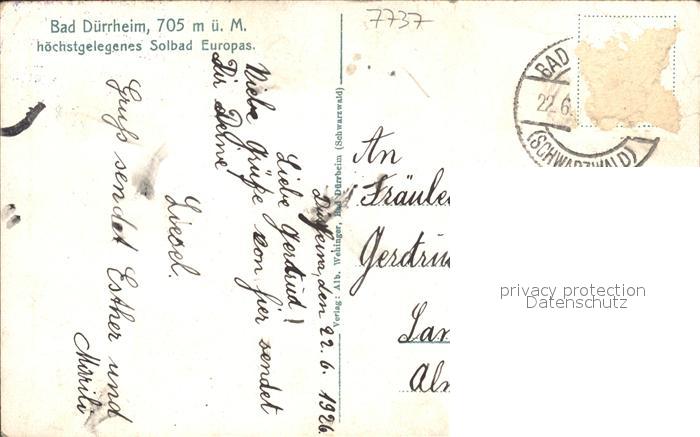 Bad Dürrheim, 705 m ü. M.
höchstgelegenes Solbad Europas.
7737
BAD
22.6.
(SCHWARZWALD)
Dürrheim, den 22. 6. 1926.
Liebe Gertrud!
Viele Grüße von hier sendet
Dir Deine
Liesel.
Gruß sendet Esther und
Verlag: Alb. Wehinger, Bad Dürrheim (Schwarzwald)
An
Fräule
Gertru
privacy protection
Datenschutz